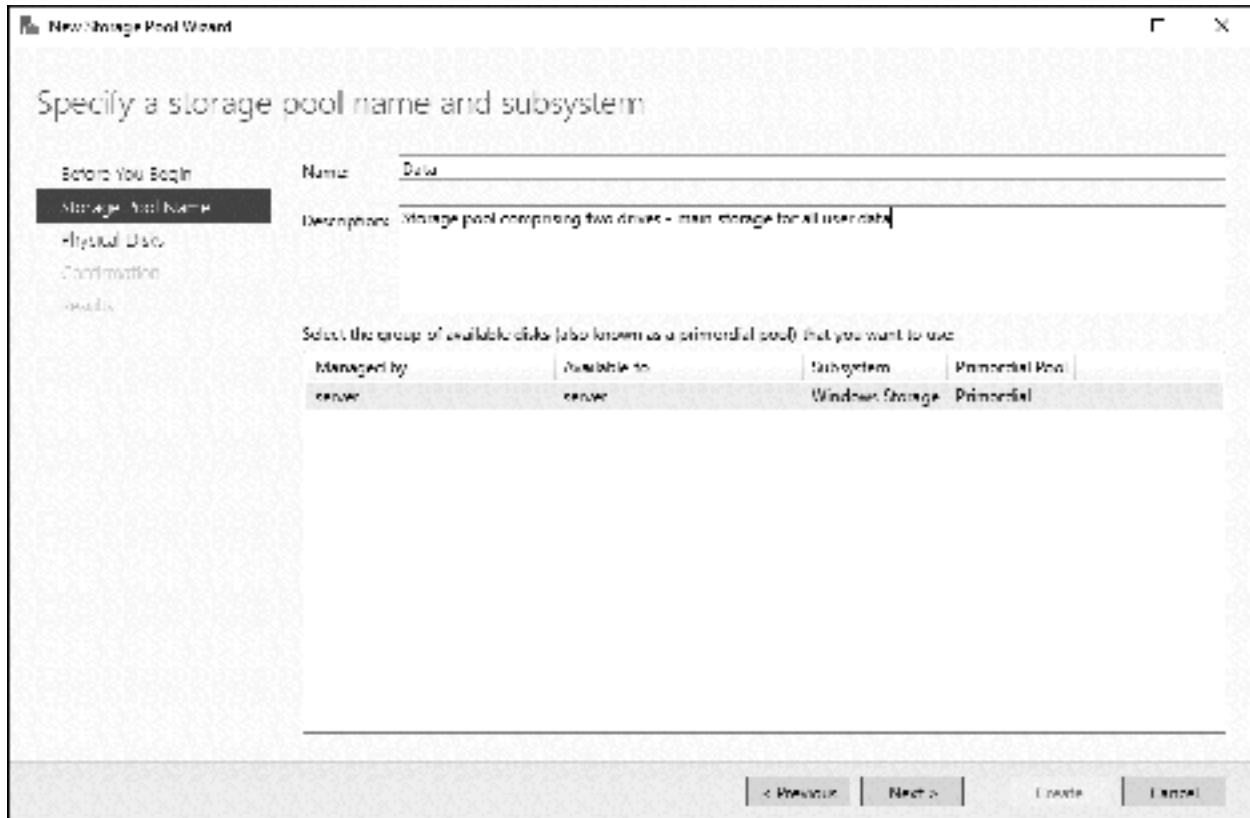 New Storage Pool Wizard
Specify a storage pool name and subsystem
Before You Begin
Storage Pool Name
Physical Disks
Confirmation
Results
Name: Data
Description: Storage pool comprising two drives - main storage for all user data
Select the group of available disks (also known as a primordial pool) that you want to use:
Managed by Available to Subsystem Primordial Pool
server server Windows Storage Primordial
< Previous Next > Create Cancel